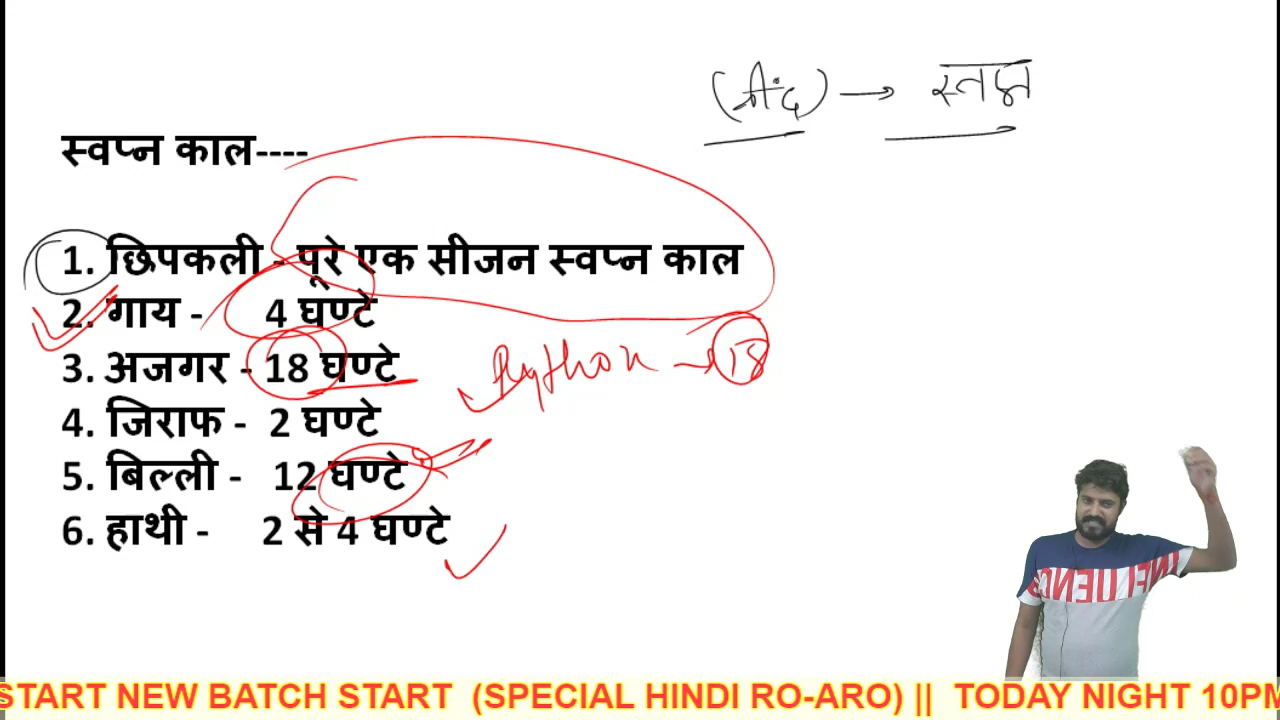 (नींद) → स्वप्न
स्वप्न काल----
1. छिपकली - पूरे एक सीजन स्वप्न काल
2. गाय - 4 घण्टे
3. अजगर - 18 घण्टे
Python → 18
4. जिराफ - 2 घण्टे
5. बिल्ली - 12 घण्टे
6. हाथी - 2 से 4 घण्टे
INFLUENC
START NEW BATCH START (SPECIAL HINDI RO-ARO) || TODAY NIGHT 10PM